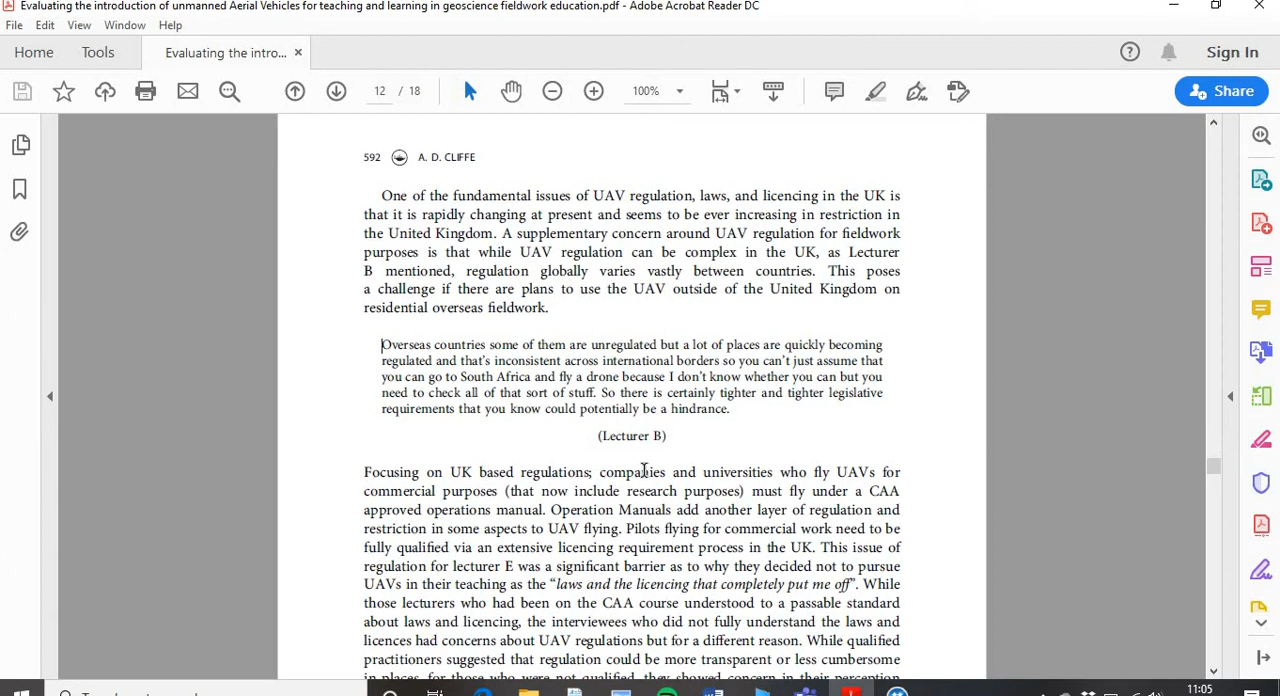 Evaluating the introduction of unmanned Aerial Vehicles for teaching and learning in geoscience fieldwork education.pdf - Adobe Acrobat Reader DC
File Edit View Window Help
Home Tools Evaluating the intro... × Sign In
12 / 18 100% Share
592 A. D. CLIFFE
One of the fundamental issues of UAV regulation, laws, and licencing in the UK is
that it is rapidly changing at present and seems to be ever increasing in restriction in
the United Kingdom. A supplementary concern around UAV regulation for fieldwork
purposes is that while UAV regulation can be complex in the UK, as Lecturer
B mentioned, regulation globally varies vastly between countries. This poses
a challenge if there are plans to use the UAV outside of the United Kingdom on
residential overseas fieldwork.
Overseas countries some of them are unregulated but a lot of places are quickly becoming
regulated and that's inconsistent across international borders so you can't just assume that
you can go to South Africa and fly a drone because I don't know whether you can but you
need to check all of that sort of stuff. So there is certainly tighter and tighter legislative
requirements that you know could potentially be a hindrance.
(Lecturer B)
Focusing on UK based regulations; companies and universities who fly UAVs for
commercial purposes (that now include research purposes) must fly under a CAA
approved operations manual. Operation Manuals add another layer of regulation and
restriction in some aspects to UAV flying. Pilots flying for commercial work need to be
fully qualified via an extensive licencing requirement process in the UK. This issue of
regulation for lecturer E was a significant barrier as to why they decided not to pursue
UAVs in their teaching as the "laws and the licencing that completely put me off". While
those lecturers who had been on the CAA course understood to a passable standard
about laws and licencing, the interviewees who did not fully understand the laws and
licences had concerns about UAV regulations but for a different reason. While qualified
practitioners suggested that regulation could be more transparent or less cumbersome
in places, for those who were not qualified, they showed concern in their perception
11:05